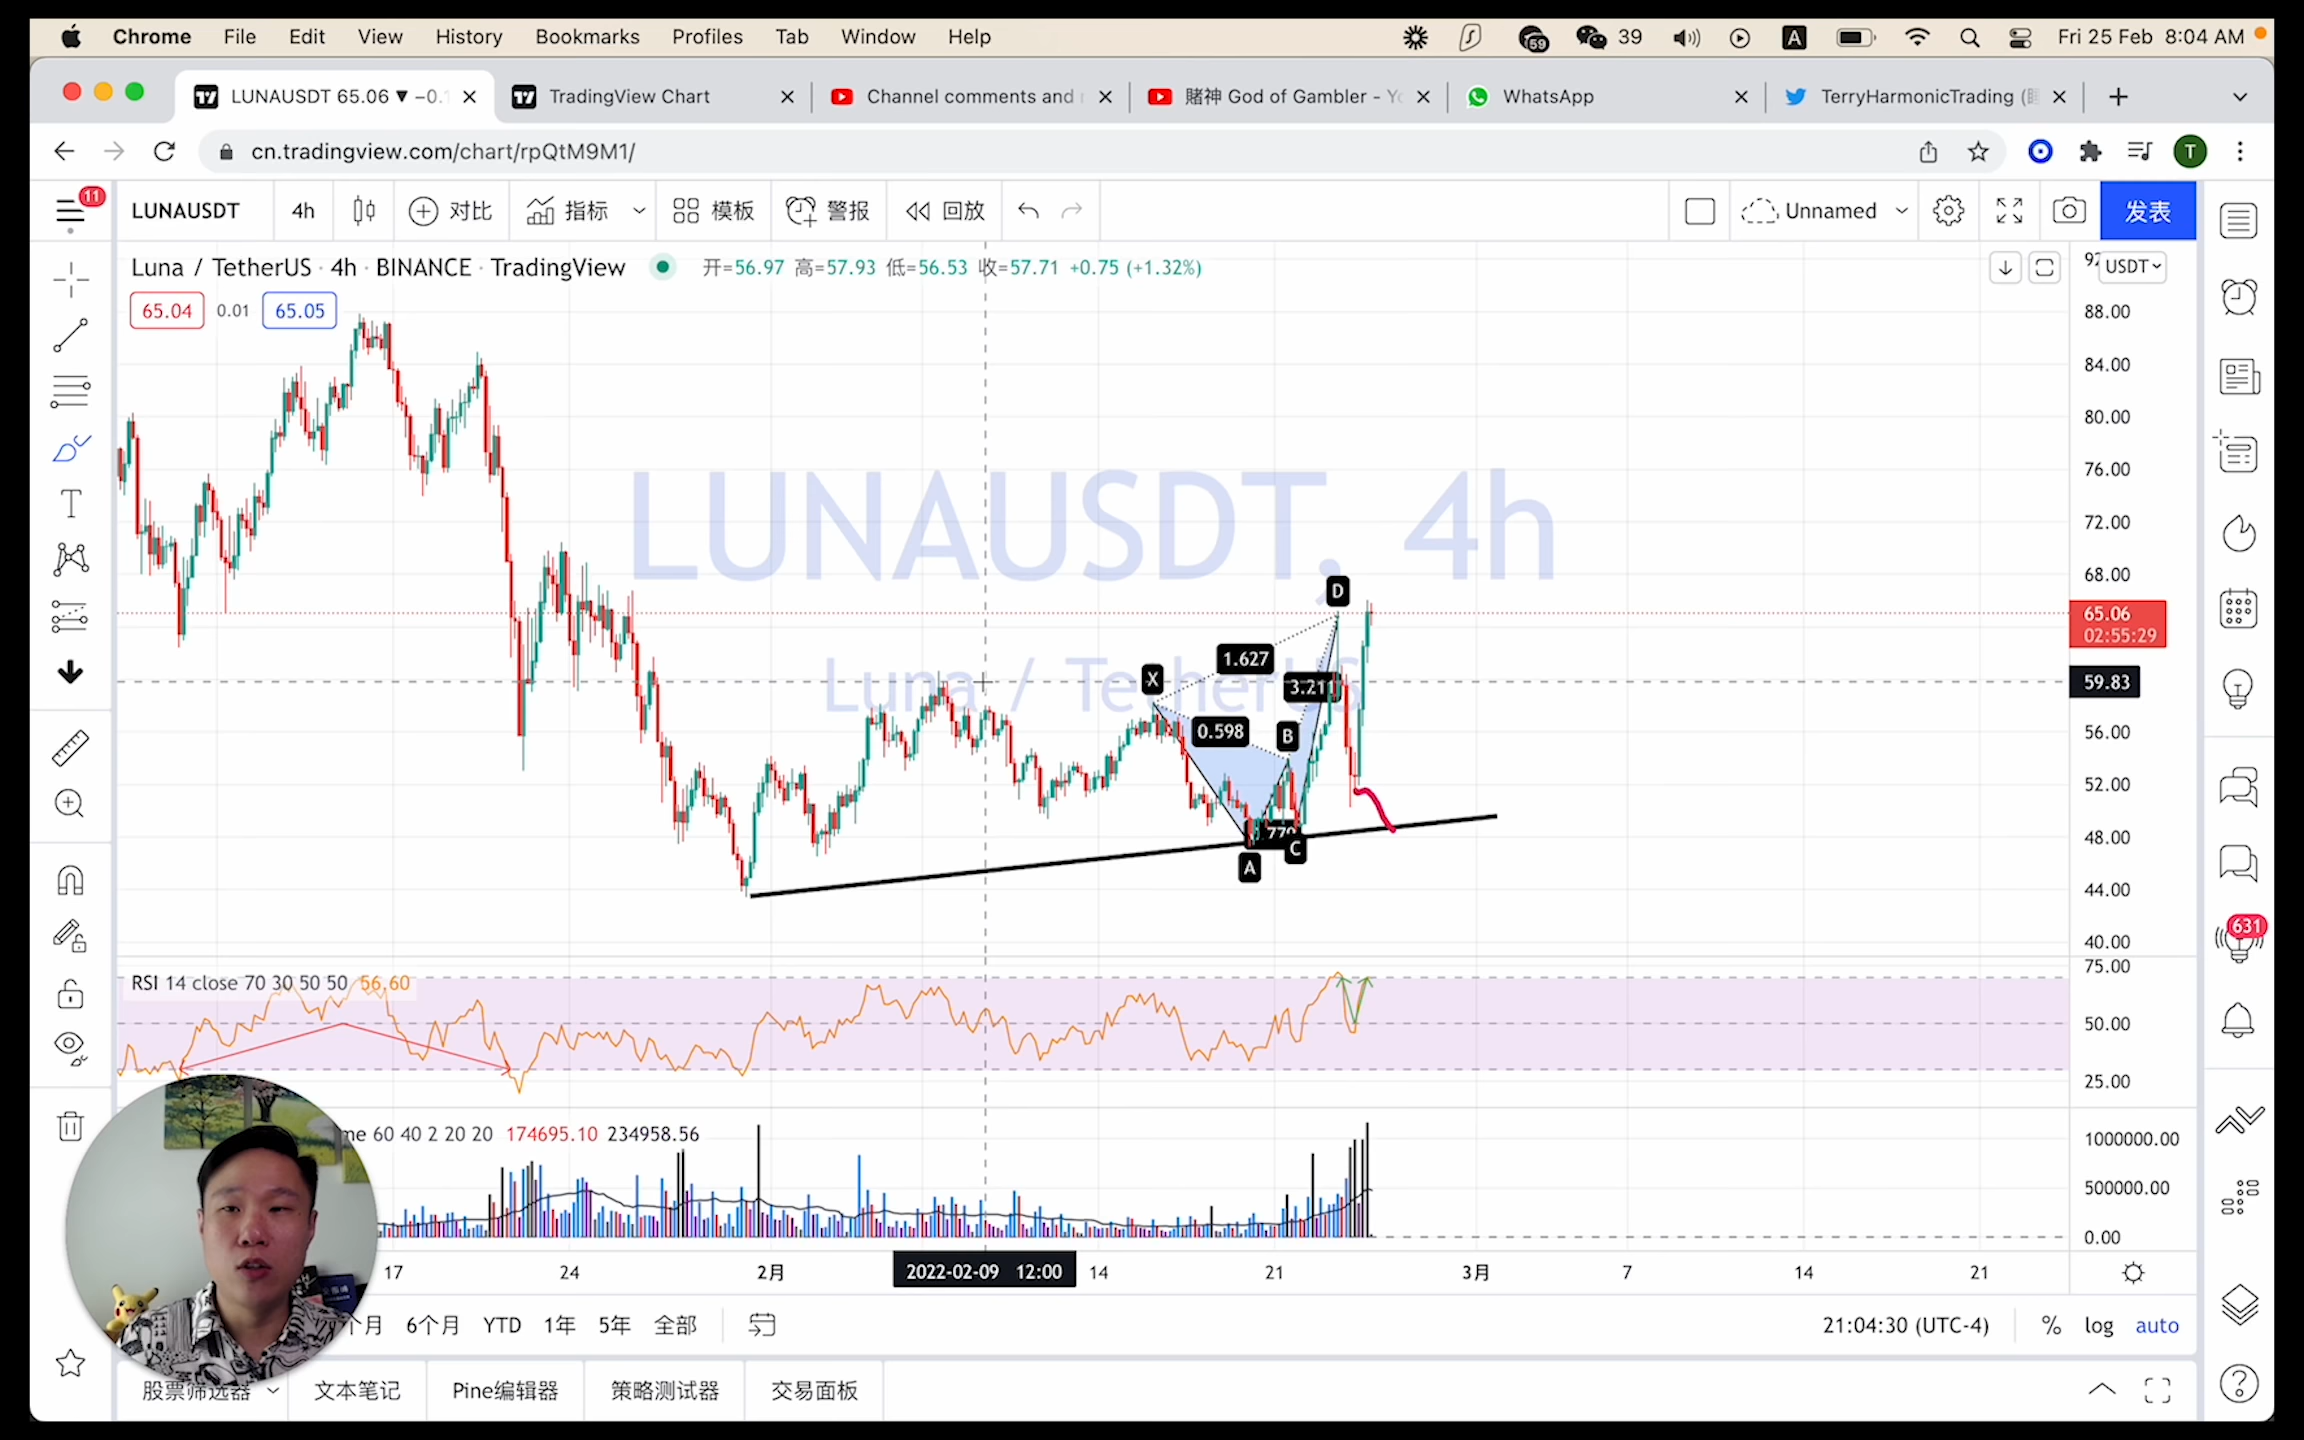 Chrome File Edit View History Bookmarks Profiles Tab Window Help 59 39 A Fri 25 Feb 8:04 AM
LUNAUSDT 65.06 ▼ −0. TradingView Chart Channel comments and 賭神 God of Gambler - WhatsApp TerryHarmonicTrading
cn.tradingview.com/chart/rpQtM9M1/ T
11 LUNAUSDT 4h 对比 指标 模板 警报 回放 Unnamed 发表
Luna / TetherUS · 4h · BINANCE · TradingView 开=56.97 高=57.93 低=56.53 收=57.71 +0.75 (+1.32%) USDT
65.04 0.01 65.05
88.00
84.00
80.00
76.00
LUNAUSDT, 4h
72.00
68.00
D
65.06
02:55:29
1.627
X
Luna / TetherUS
3.211
59.83
0.598
B
56.00
52.00
48.00
A
C
44.00
40.00
75.00
RSI 14 close 70 30 50 50 56.60
50.00
25.00
60 40 2 20 20 174695.10 234958.56
1000000.00
500000.00
0.00
631
17 24 2月 2022-02-09 12:00 14 21 3月 7 14 21
个月 6个月 YTD 1年 5年 全部 21:04:30 (UTC-4) % log auto
股票筛选器 文本笔记 Pine编辑器 策略测试器 交易面板